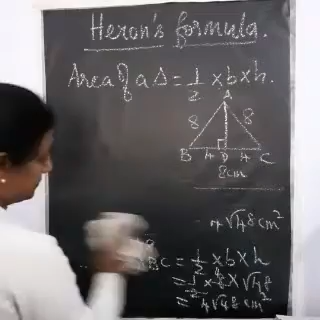 Heron's formula.
Area of a Δ = 1/2 x b x h.
A
8 8
B 4 D 4 C
8cm
4√48 cm²
BC = 1/2 x b x h
= 1/2 x 8 x √48
= 4√48 cm²